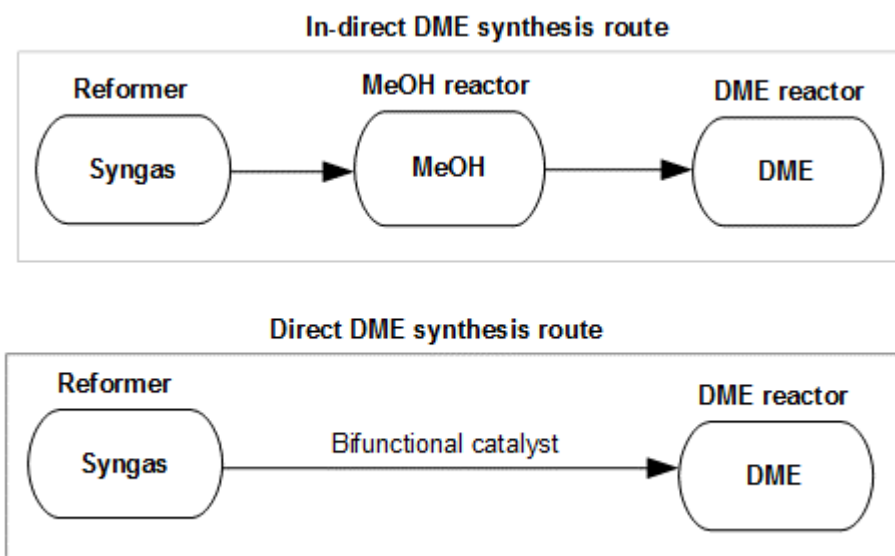 In-direct DME synthesis route
Reformer
MeOH reactor
DME reactor
Syngas
MeOH
DME
Direct DME synthesis route
Reformer
DME reactor
Syngas
Bifunctional catalyst
DME